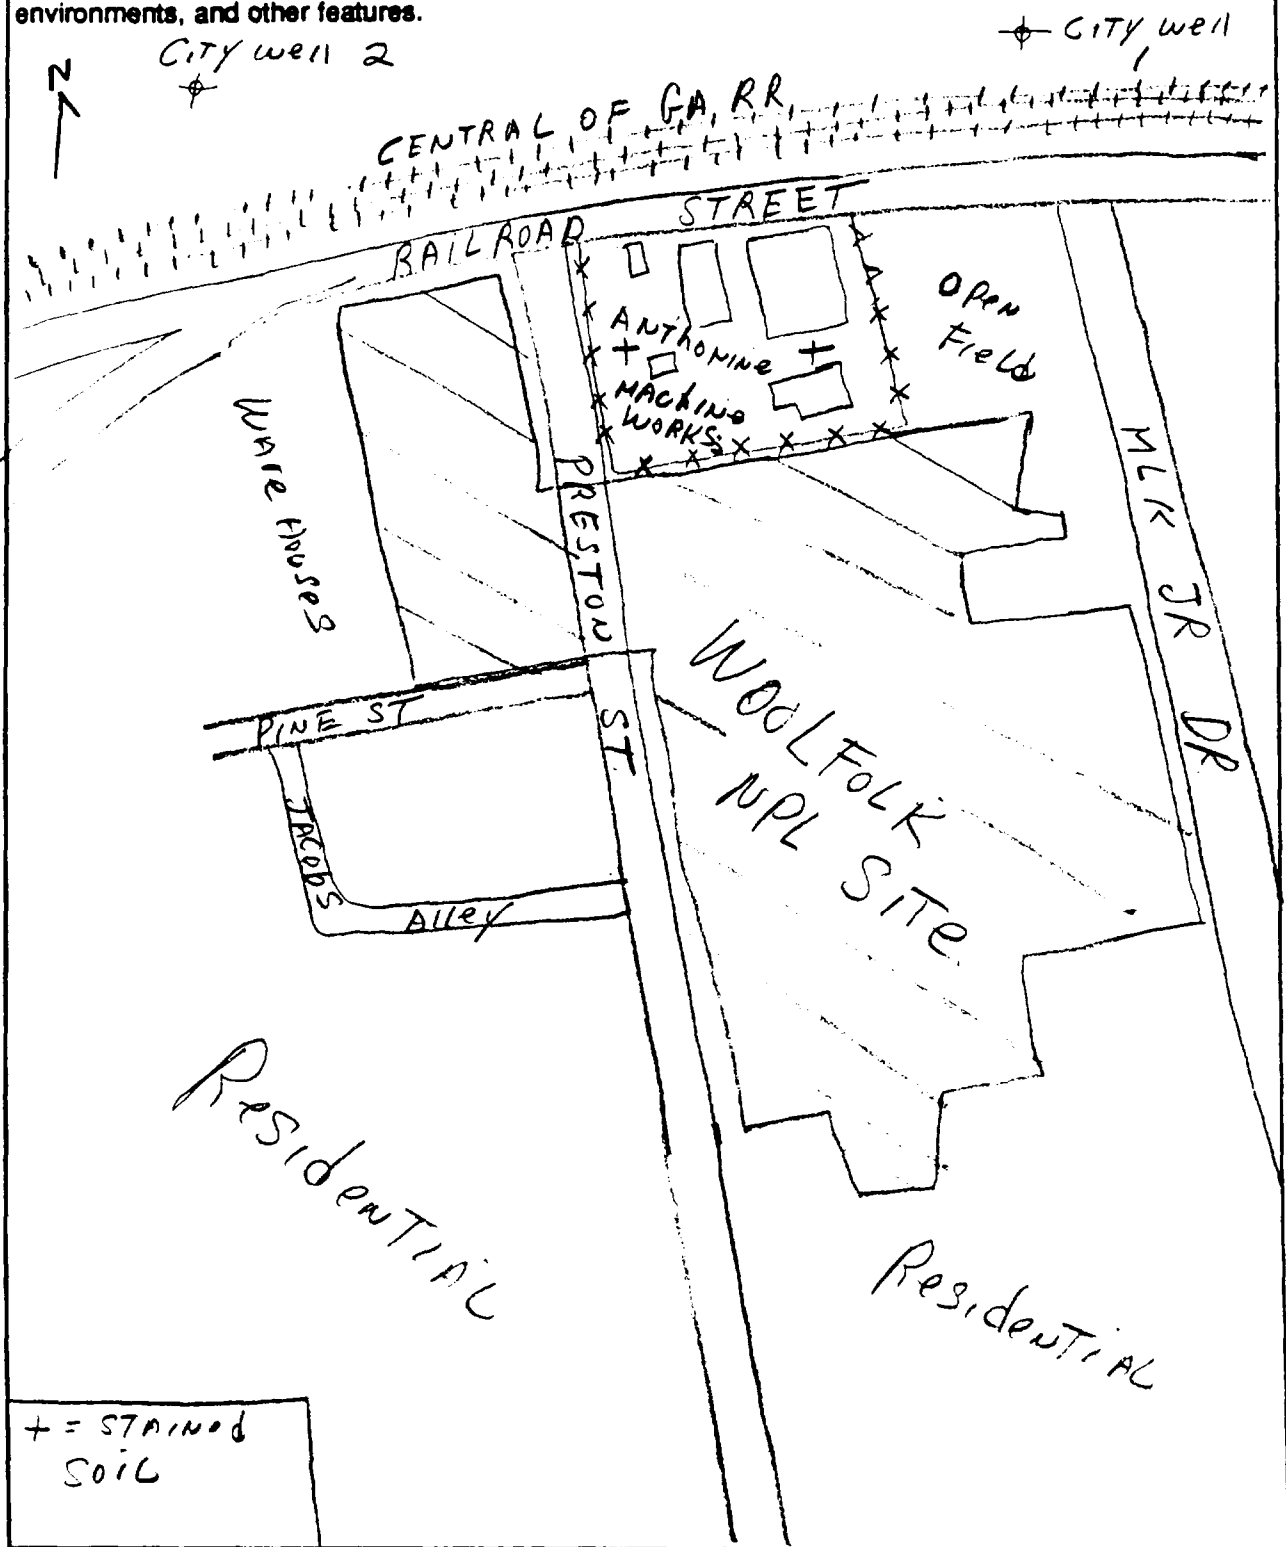 environments, and other features.
CITY well 2
CITY well 1
N
CENTRAL OF GA, RR,
RAILROAD STREET
OPen
Field
ANTHONINe
MAChINe
WORKS
WAre Houses
PRESTON ST
MLK JR DR
PINE ST
JACObS Alley
WOOLFOLK
NPL SITe
ResidenTIAL
ResidenTiAL
+ = STAINed
SOIL